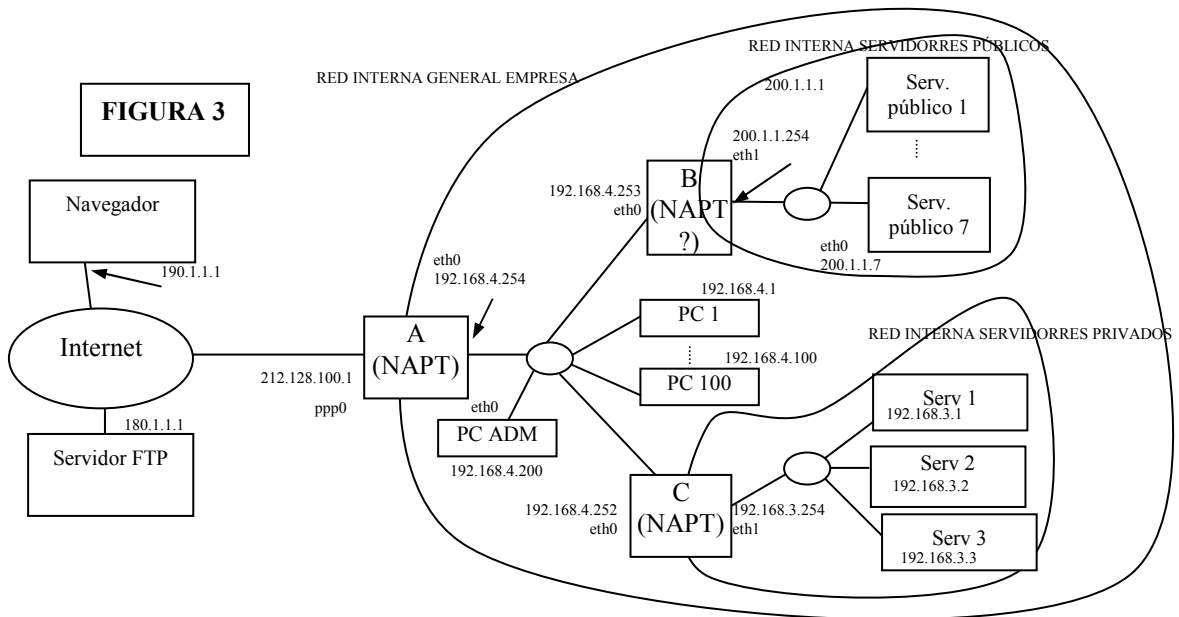 RED INTERNA SERVIDORRES PÚBLICOS
RED INTERNA GENERAL EMPRESA
FIGURA 3
200.1.1.1
Serv.
público 1
200.1.1.254
eth1
Navegador
192.168.4.253
eth0
B
(NAPT
?)
Serv.
público 7
eth0
200.1.1.7
190.1.1.1
eth0
192.168.4.254
192.168.4.1
PC 1
RED INTERNA SERVIDORRES PRIVADOS
Internet
A
(NAPT)
192.168.4.100
PC 100
212.128.100.1
ppp0
eth0
PC ADM
192.168.4.200
180.1.1.1
Servidor FTP
Serv 1
192.168.3.1
Serv 2
192.168.3.2
C
(NAPT)
192.168.4.252
eth0
192.168.3.254
eth1
Serv 3
192.168.3.3